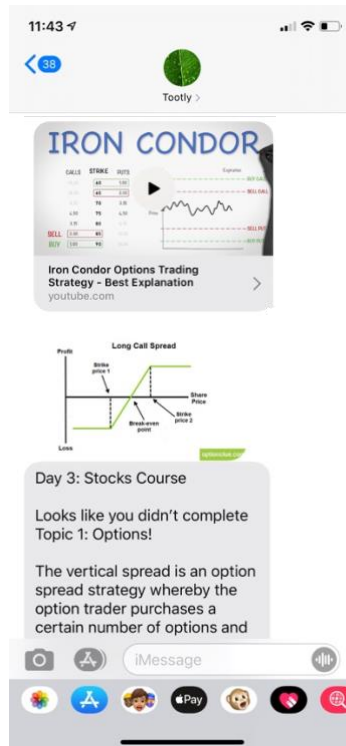 11:43
38
Tootly >
IRON CONDOR
CALLS STRIKE PUTS
SELL
BUY
Iron Condor Options Trading
Strategy - Best Explanation
youtube.com
Long Call Spread
Profit
Strike
price 1
Share
Price
Break-even
point
Strike
price 2
Loss
Day 3: Stocks Course
Looks like you didn’t complete
Topic 1: Options!
The vertical spread is an option
spread strategy whereby the
option trader purchases a
certain number of options and
iMessage
Pay